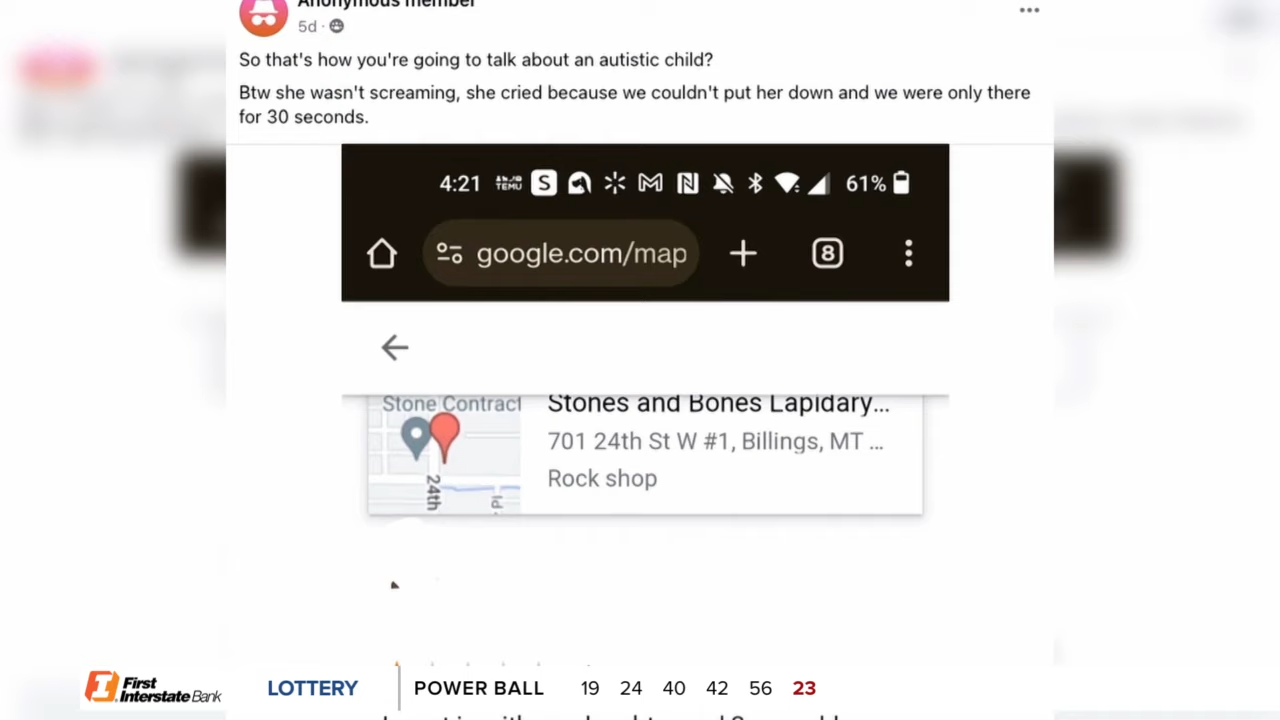 Anonymous member
5d ·
So that's how you're going to talk about an autistic child?
Btw she wasn't screaming, she cried because we couldn't put her down and we were only there
for 30 seconds.
4:21 TEMU S 61%
google.com/map 8
Stone Contract
24th
Stones and Bones Lapidary...
701 24th St W #1, Billings, MT ...
Rock shop
First
Interstate Bank
LOTTERY
POWER BALL 19 24 40 42 56 23